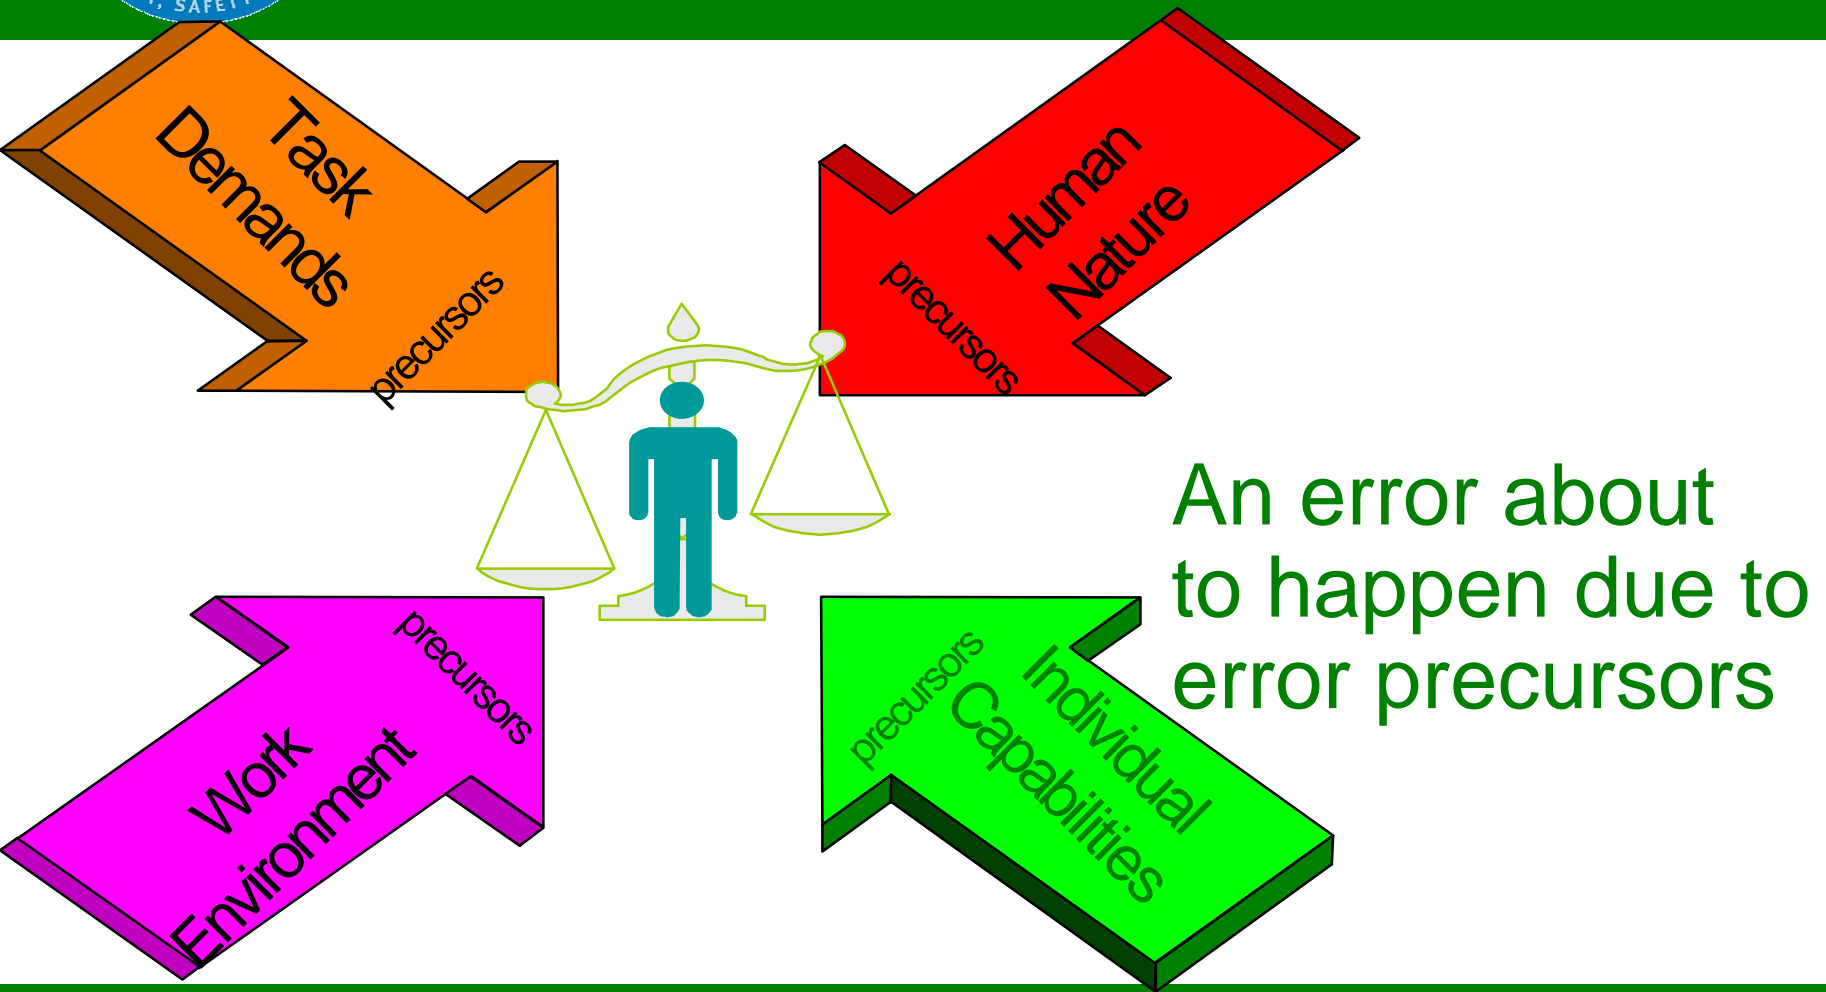 , SAFET
Task
Demands
precursors
Human
Nature
precursors
An error about
to happen due to
error precursors
precursors
Work
Environment
precursors
Individual
Capabilities